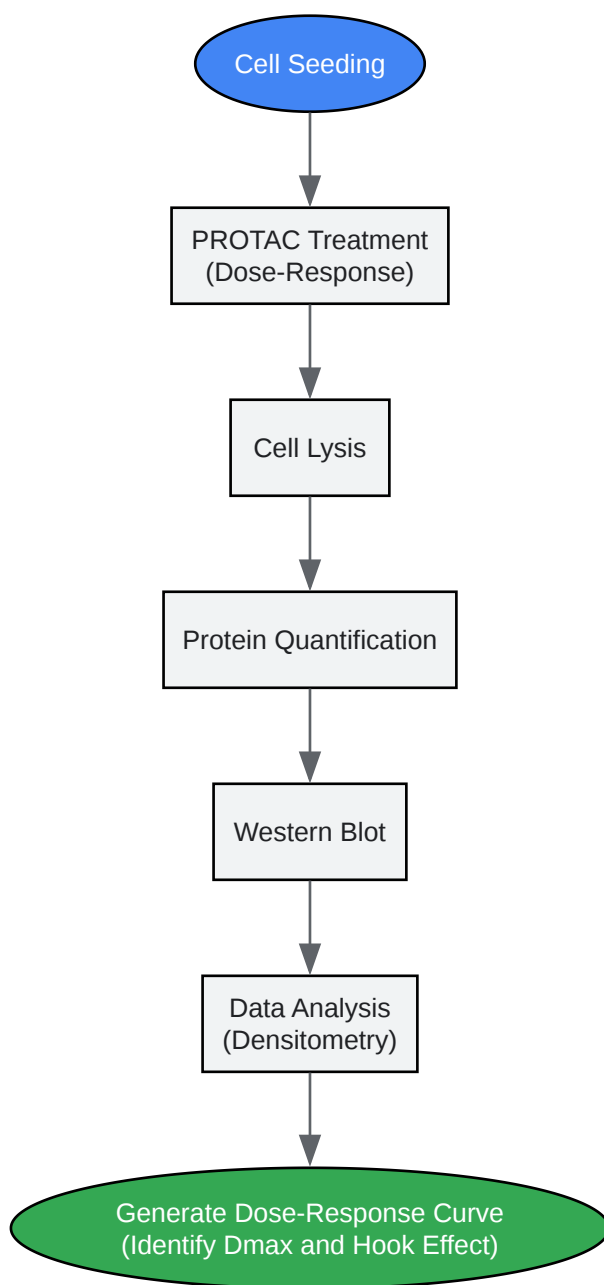 Cell Seeding
PROTAC Treatment
(Dose-Response)
Cell Lysis
Protein Quantification
Western Blot
Data Analysis
(Densitometry)
Generate Dose-Response Curve
(Identify Dmax and Hook Effect)